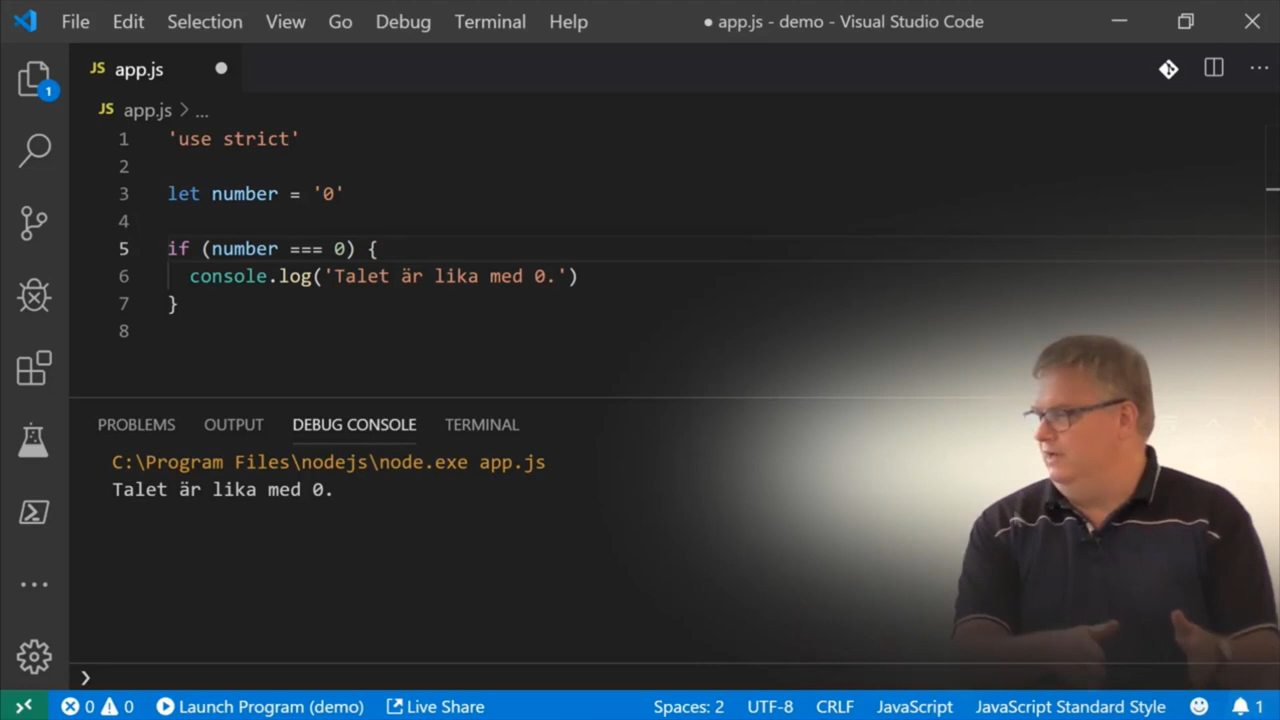 File Edit Selection View Go Debug Terminal Help ● app.js - demo - Visual Studio Code
JS app.js
1
JS app.js > ...
1 'use strict'
2
3 let number = '0'
4
5 if (number === 0) {
6 console.log('Talet är lika med 0.')
7 }
8
PROBLEMS OUTPUT DEBUG CONSOLE TERMINAL
C:\Program Files\nodejs\node.exe app.js
Talet är lika med 0.
0 0 Launch Program (demo) Live Share Spaces: 2 UTF-8 CRLF JavaScript JavaScript Standard Style 1